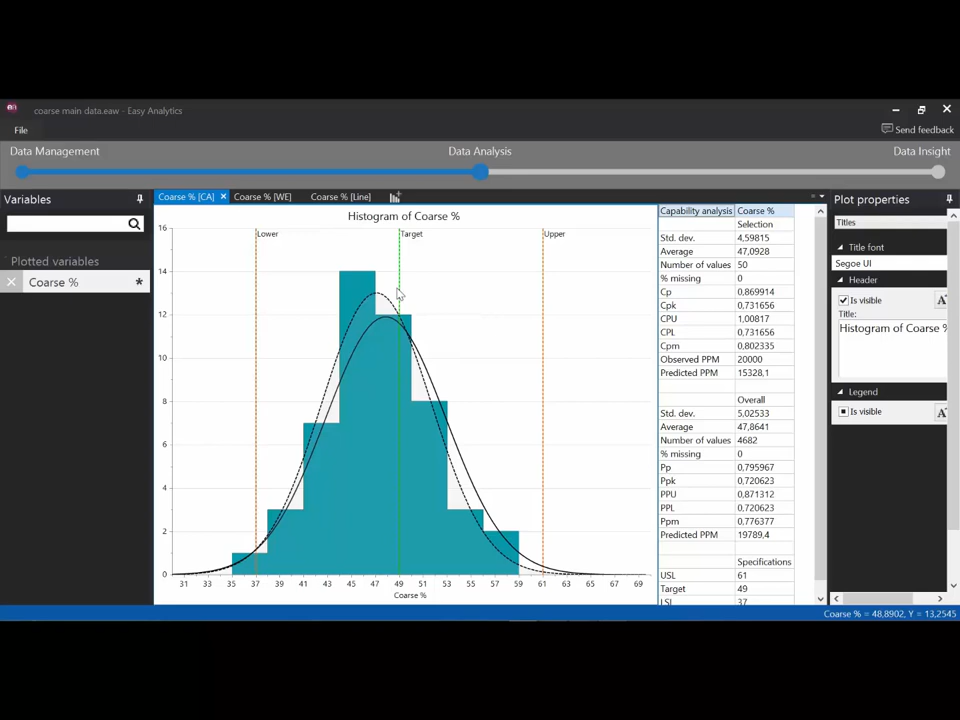 coarse main data.eaw - Easy Analytics
File
Send feedback
Data Management
Data Analysis
Data Insight
Variables
Coarse % [CA]
Coarse % [WE]
Coarse % [Line]
Plot properties
Plotted variables
Coarse %
*
Histogram of Coarse %
Lower
Target
Upper
16
14
12
10
8
6
4
2
0
31 33 35 37 39 41 43 45 47 49 51 53 55 57 59 61 63 65 67 69
Coarse %
Capability analysis Coarse %
Selection
Std. dev. 4,59815
Average 47,0928
Number of values 50
% missing 0
Cp 0,869914
Cpk 0,731656
CPU 1,00817
CPL 0,731656
Cpm 0,802335
Observed PPM 20000
Predicted PPM 15328,1
Overall
Std. dev. 5,02533
Average 47,8641
Number of values 4682
% missing 0
Pp 0,795967
Ppk 0,720623
PPU 0,871312
PPL 0,720623
Ppm 0,776377
Predicted PPM 19789,4
Specifications
USL 61
Target 49
LSL 37
Titles
Title font
Segoe UI
Header
Is visible
A
Title:
Histogram of Coarse %
Legend
Is visible
A
Coarse % = 48,8902, Y = 13,2545